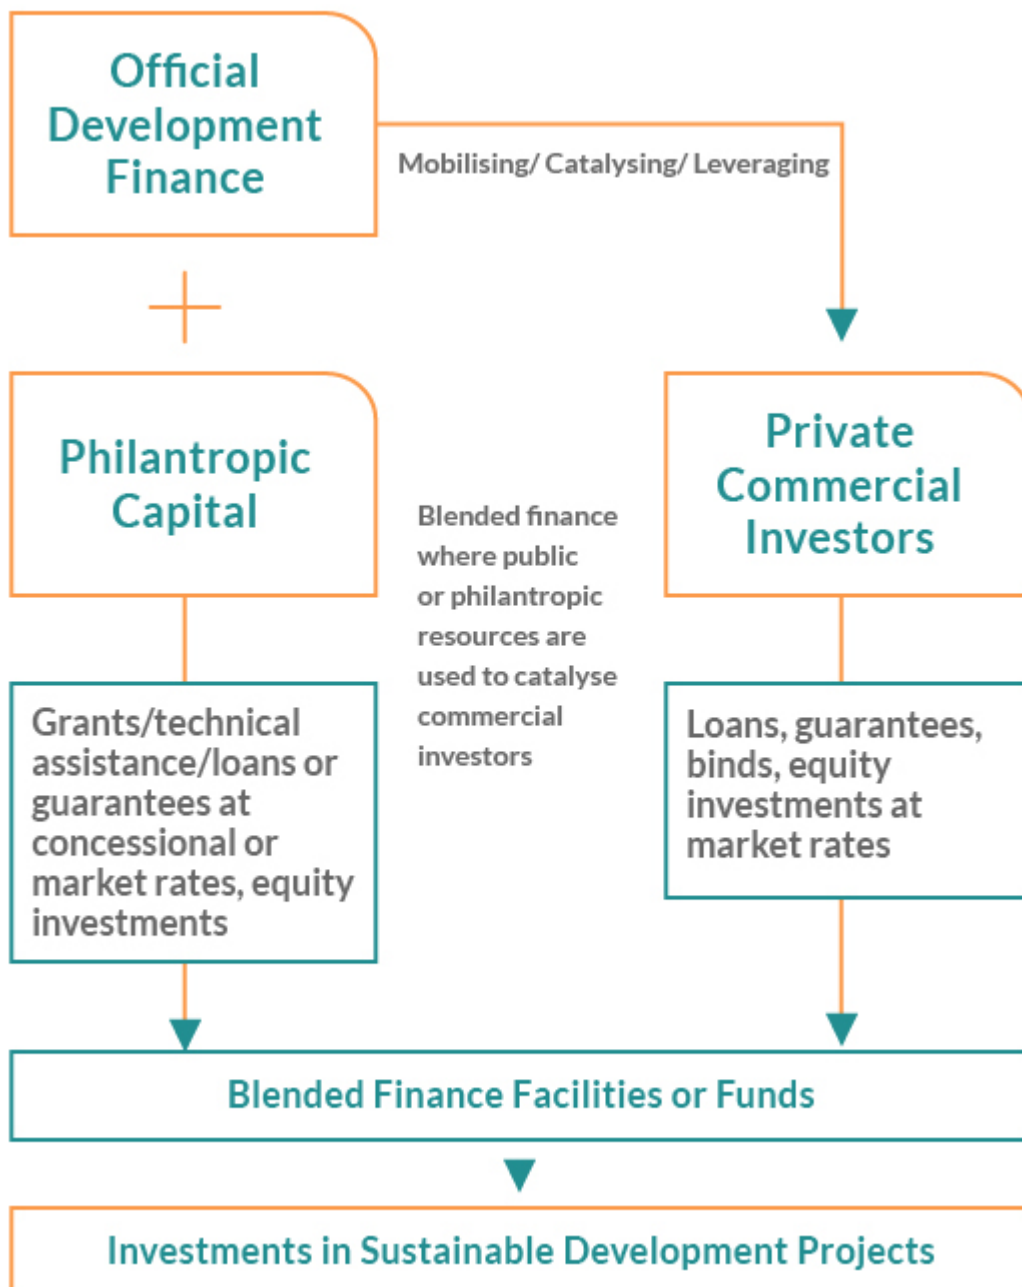 Official
Development
Finance
Mobilising/ Catalysing/ Leveraging
Philantropic
Capital
Private
Commercial
Investors
Blended finance
where public
or philantropic
resources are
used to catalyse
commercial
investors
Grants/technical
assistance/loans or
guarantees at
concessional or
market rates, equity
investments
Loans, guarantees,
binds, equity
investments at
market rates
Blended Finance Facilities or Funds
Investments in Sustainable Development Projects